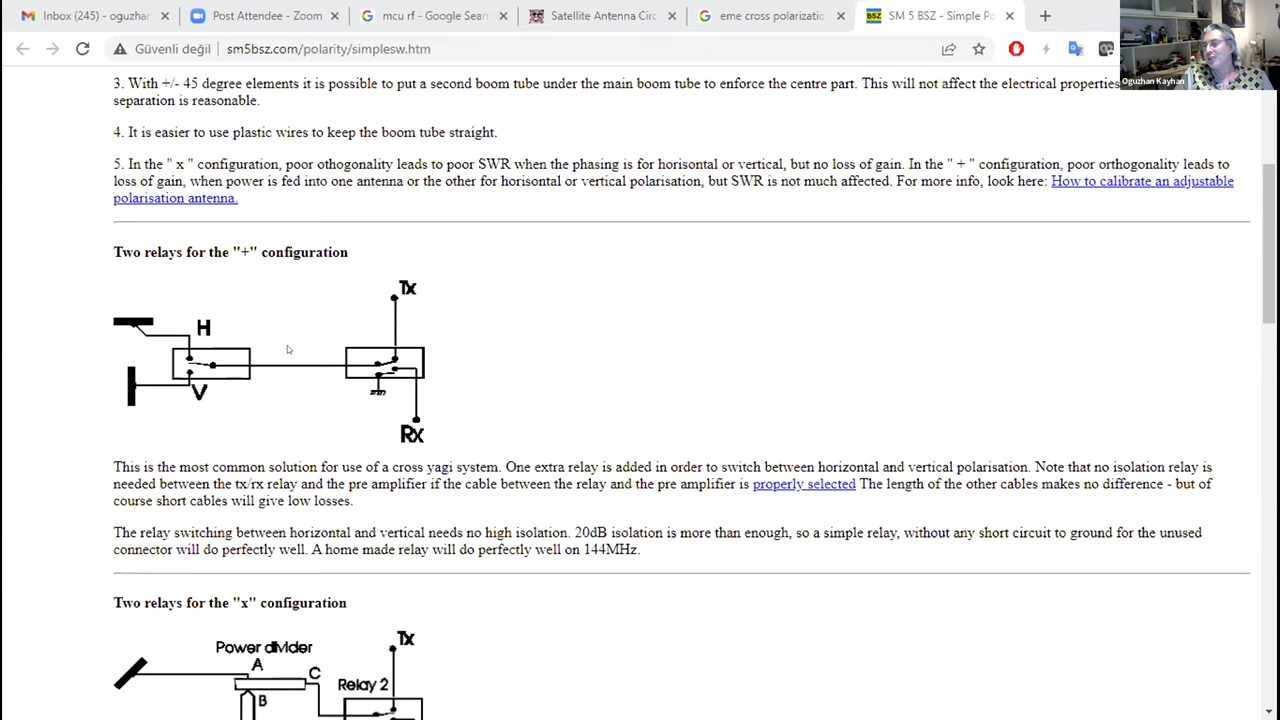 Inbox (245) - oguzhan
Post Attendee - Zoom
mcu rf - Google Sear
Satellite Antenna Circ
eme cross polarizatio
BSZ SM 5 BSZ - Simple Po
Güvenli değil
sm5bsz.com/polarity/simplesw.htm
Oguzhan Kayhan
3. With +/- 45 degree elements it is possible to put a second boom tube under the main boom tube to enforce the centre part. This will not affect the electrical properties
separation is reasonable.
4. It is easier to use plastic wires to keep the boom tube straight.
5. In the " x " configuration, poor othogonality leads to poor SWR when the phasing is for horisontal or vertical, but no loss of gain. In the " + " configuration, poor orthogonality leads to
loss of gain, when power is fed into one antenna or the other for horisontal or vertical polarisation, but SWR is not much affected. For more info, look here: How to calibrate an adjustable
polarisation antenna.
Two relays for the "+" configuration
Tx
H
V
Rx
This is the most common solution for use of a cross yagi system. One extra relay is added in order to switch between horizontal and vertical polarisation. Note that no isolation relay is
needed between the tx/rx relay and the pre amplifier if the cable between the relay and the pre amplifier is properly selected The length of the other cables makes no difference - but of
course short cables will give low losses.
The relay switching between horizontal and vertical needs no high isolation. 20dB isolation is more than enough, so a simple relay, without any short circuit to ground for the unused
connector will do perfectly well. A home made relay will do perfectly well on 144MHz.
Two relays for the "x" configuration
Tx
Power divider
A
C
Relay 2
B